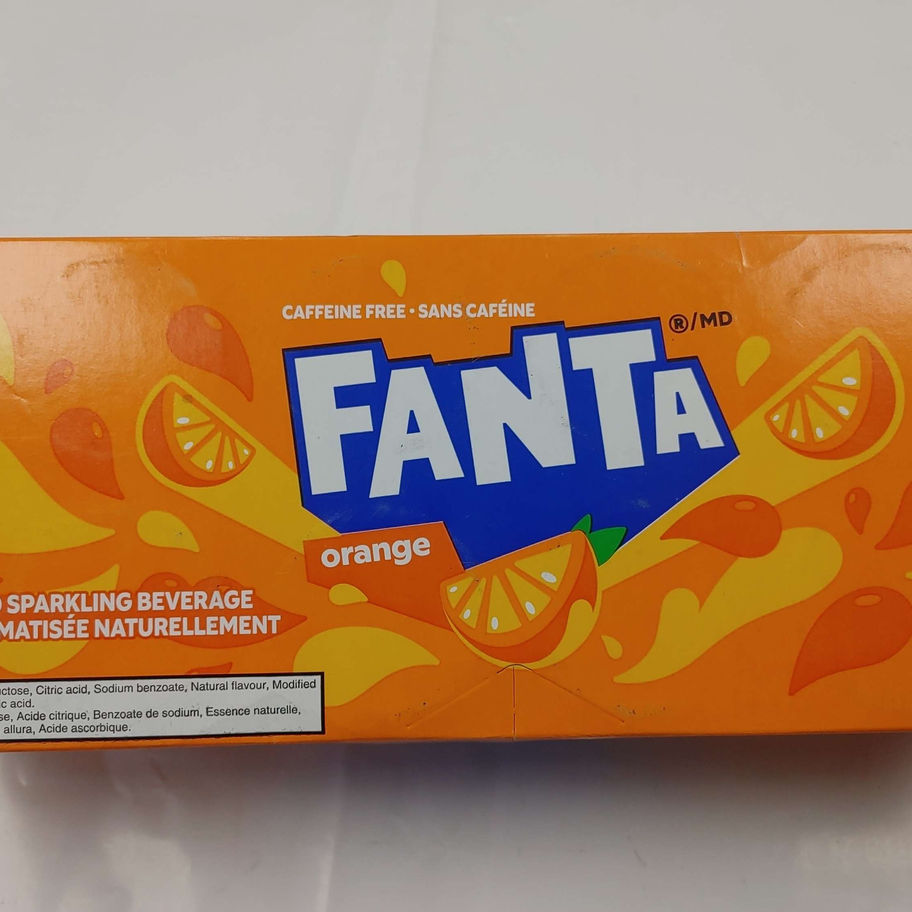 CAFFEINE FREE • SANS CAFÉINE
®/MD
FANTA
orange
SPARKLING BEVERAGE
MATISÉE NATURELLEMENT
ctose, Citric acid, Sodium benzoate, Natural flavour, Modified
c acid.
se, Acide citrique, Benzoate de sodium, Essence naturelle,
allura, Acide ascorbique.